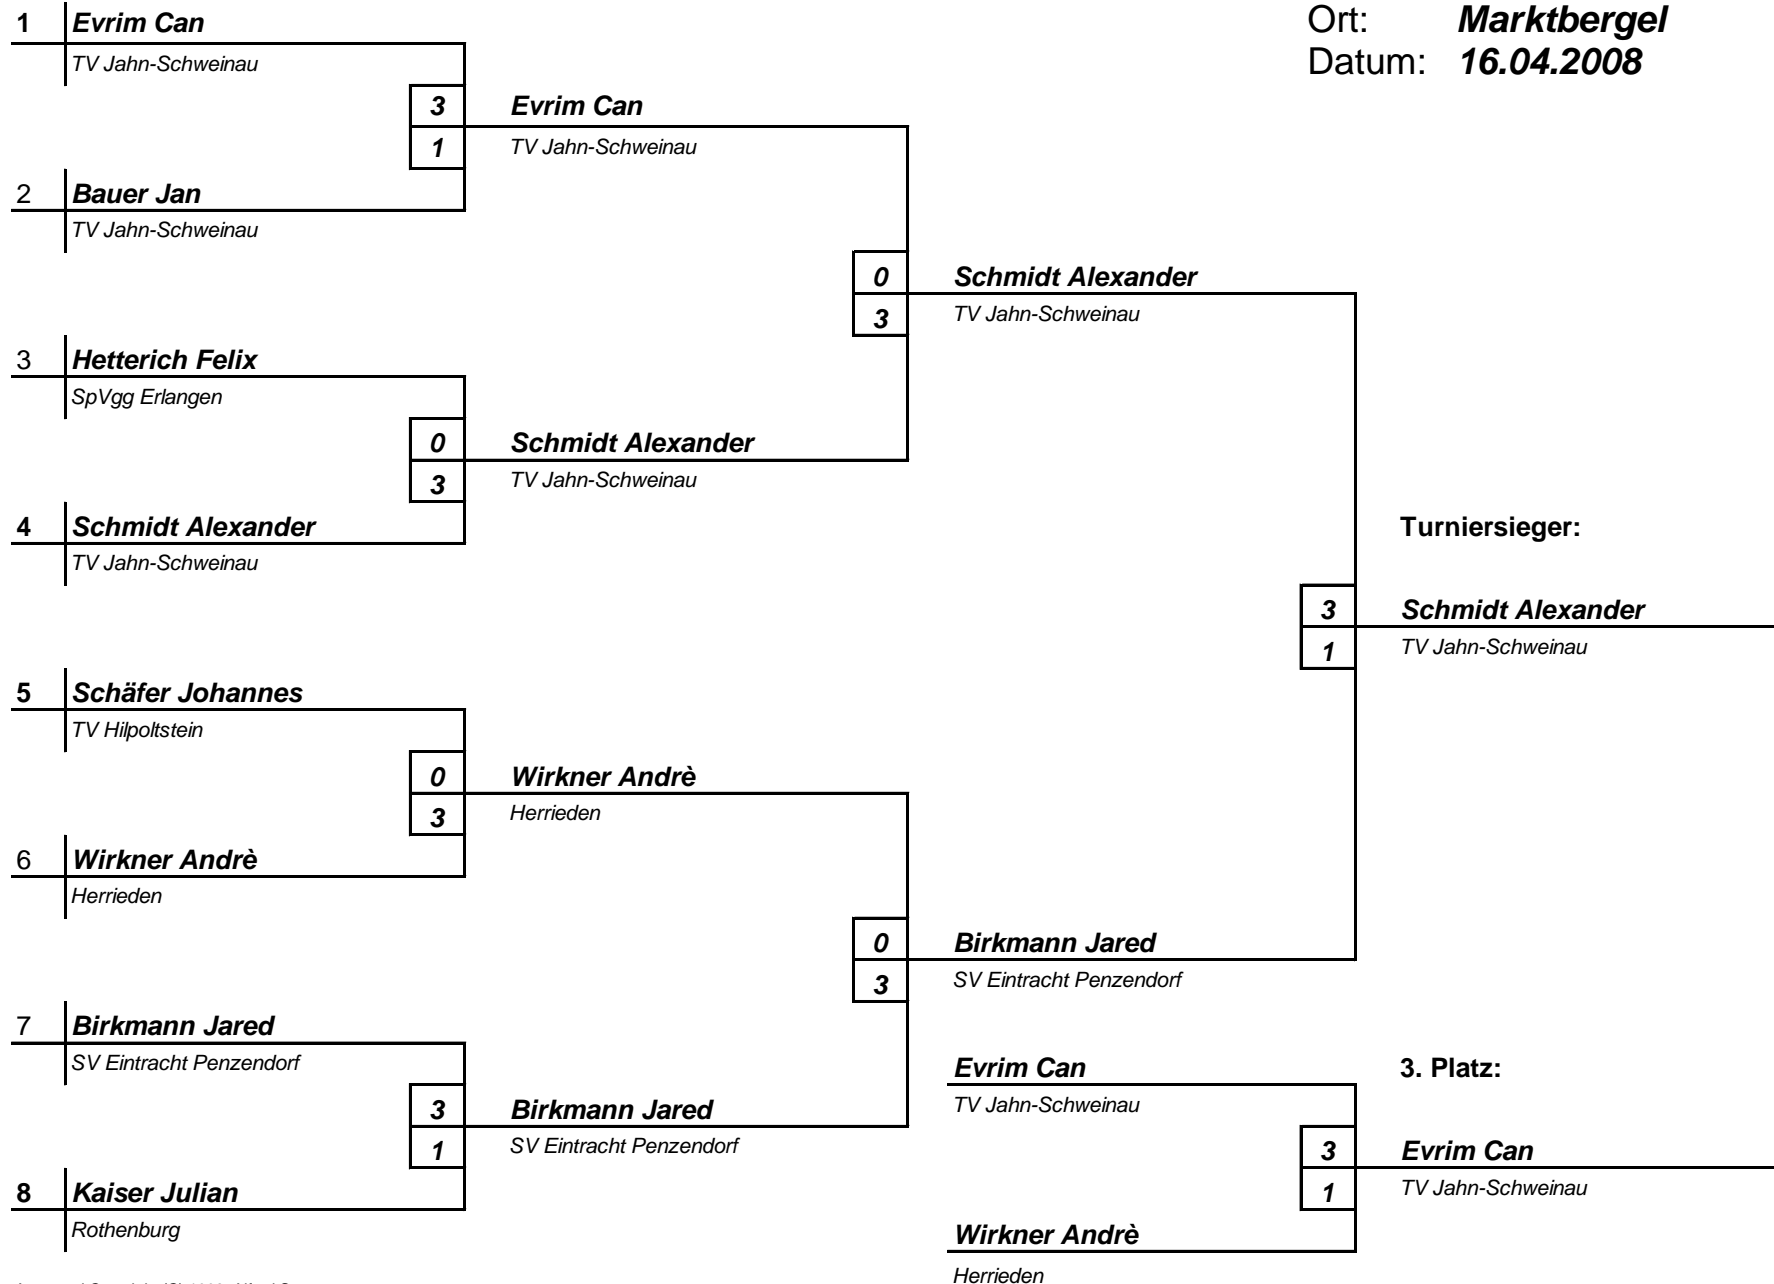 Ort: Marktbergel
Datum: 16.04.2008
1 Evrim Can
TV Jahn-Schweinau
3 Evrim Can
1 TV Jahn-Schweinau
2 Bauer Jan
TV Jahn-Schweinau
0 Schmidt Alexander
3 TV Jahn-Schweinau
3 Hetterich Felix
SpVgg Erlangen
0 Schmidt Alexander
3 TV Jahn-Schweinau
4 Schmidt Alexander
TV Jahn-Schweinau
Turniersieger:
3 Schmidt Alexander
1 TV Jahn-Schweinau
5 Schäfer Johannes
TV Hilpoltstein
0 Wirkner Andrè
3 Herrieden
6 Wirkner Andrè
Herrieden
0 Birkmann Jared
3 SV Eintracht Penzendorf
7 Birkmann Jared
SV Eintracht Penzendorf
3 Birkmann Jared
1 SV Eintracht Penzendorf
8 Kaiser Julian
Rothenburg
Evrim Can
TV Jahn-Schweinau
3. Platz:
3 Evrim Can
1 TV Jahn-Schweinau
Wirkner Andrè
Herrieden